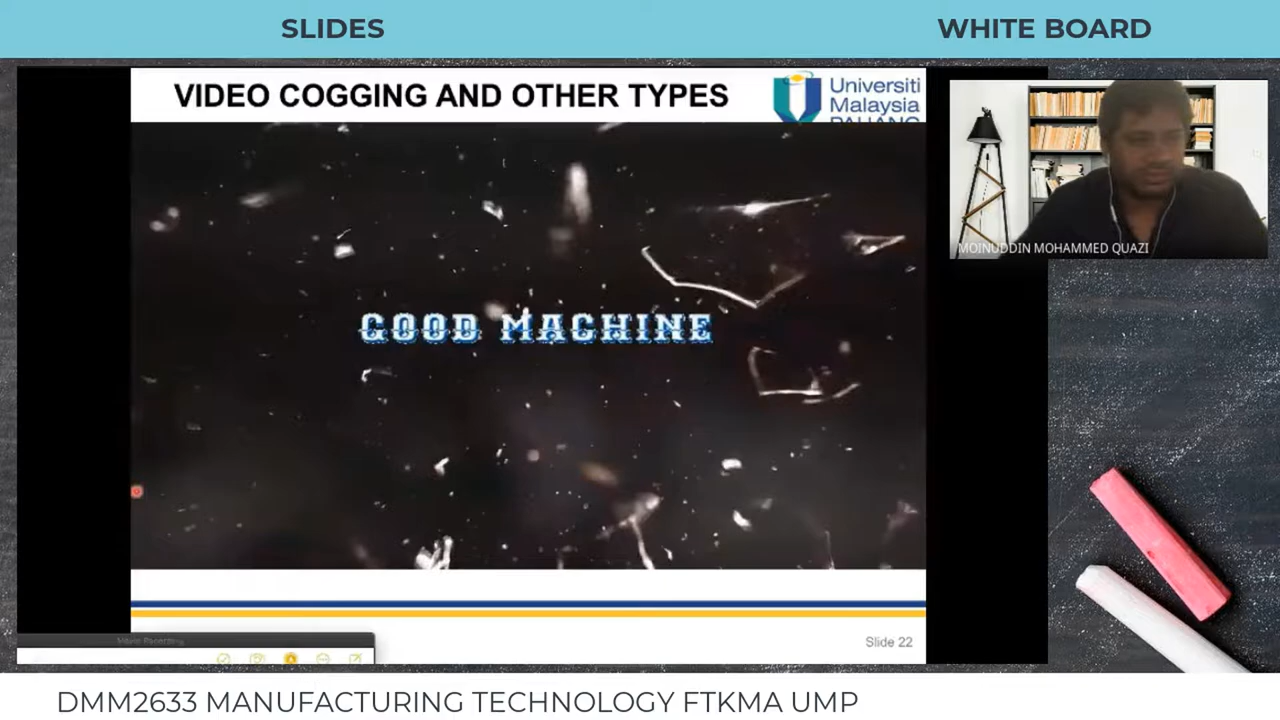 SLIDES
WHITE BOARD
VIDEO COGGING AND OTHER TYPES
Universiti
Malaysia
PAHANG
GOOD MACHINE
MOINUDDIN MOHAMMED QUAZI
Slide 22
DMM2633 MANUFACTURING TECHNOLOGY FTKMA UMP